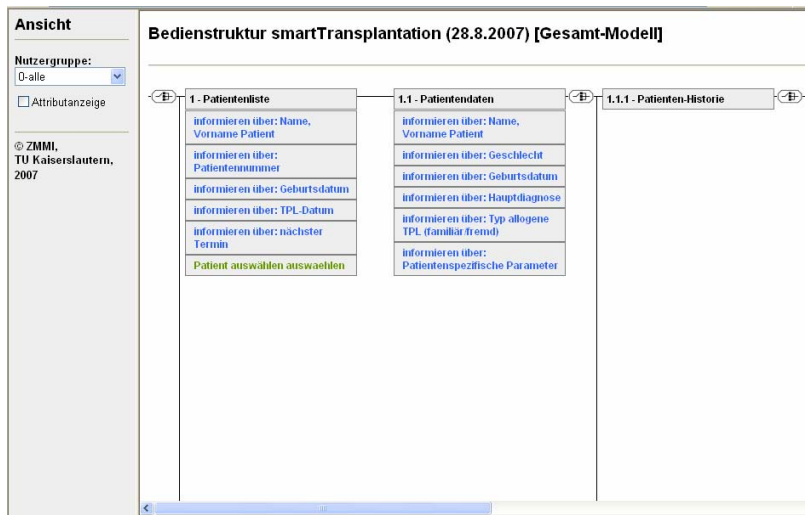 Ansicht
Nutzergruppe:
0-alle
Attributanzeige
© ZMMI,
TU Kaiserslautern,
2007
Bedienstruktur smartTransplantation (28.8.2007) [Gesamt-Modell]
1 - Patientenliste
informieren über: Name,
Vorname Patient
informieren über:
Patientennummer
informieren über: Geburtsdatum
informieren über: TPL-Datum
informieren über: nächster
Termin
Patient auswählen auswaehlen
1.1 - Patientendaten
informieren über: Name,
Vorname Patient
informieren über: Geschlecht
informieren über: Geburtsdatum
informieren über: Hauptdiagnose
informieren über: Typ allogene
TPL (familiär/fremd)
informieren über:
Patientenspezifische Parameter
1.1.1 - Patienten-Historie